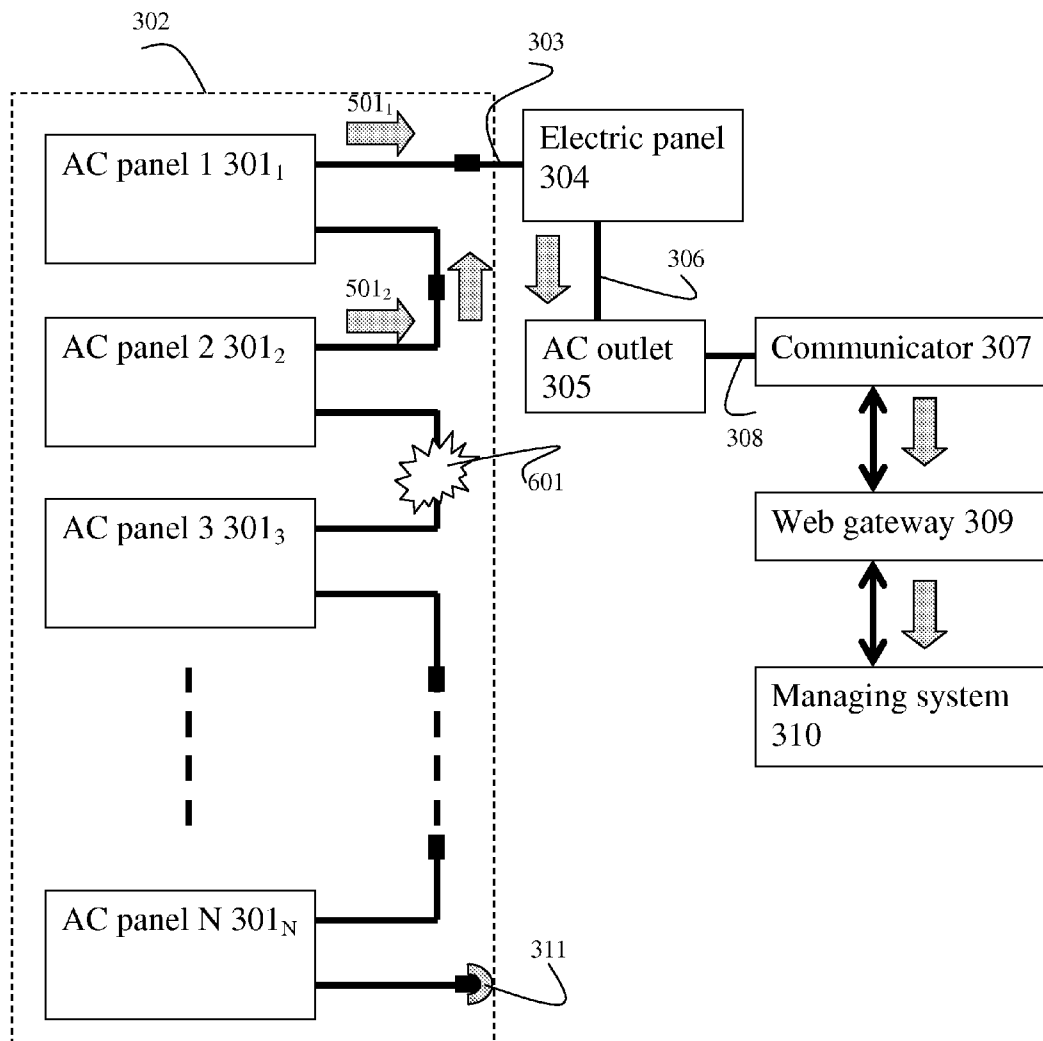 302
303
501₁
AC panel 1 301₁
Electric panel
304
306
501₂
AC panel 2 301₂
AC outlet
305
Communicator 307
308
601
AC panel 3 301₃
Web gateway 309
Managing system
310
AC panel N 301_N
311